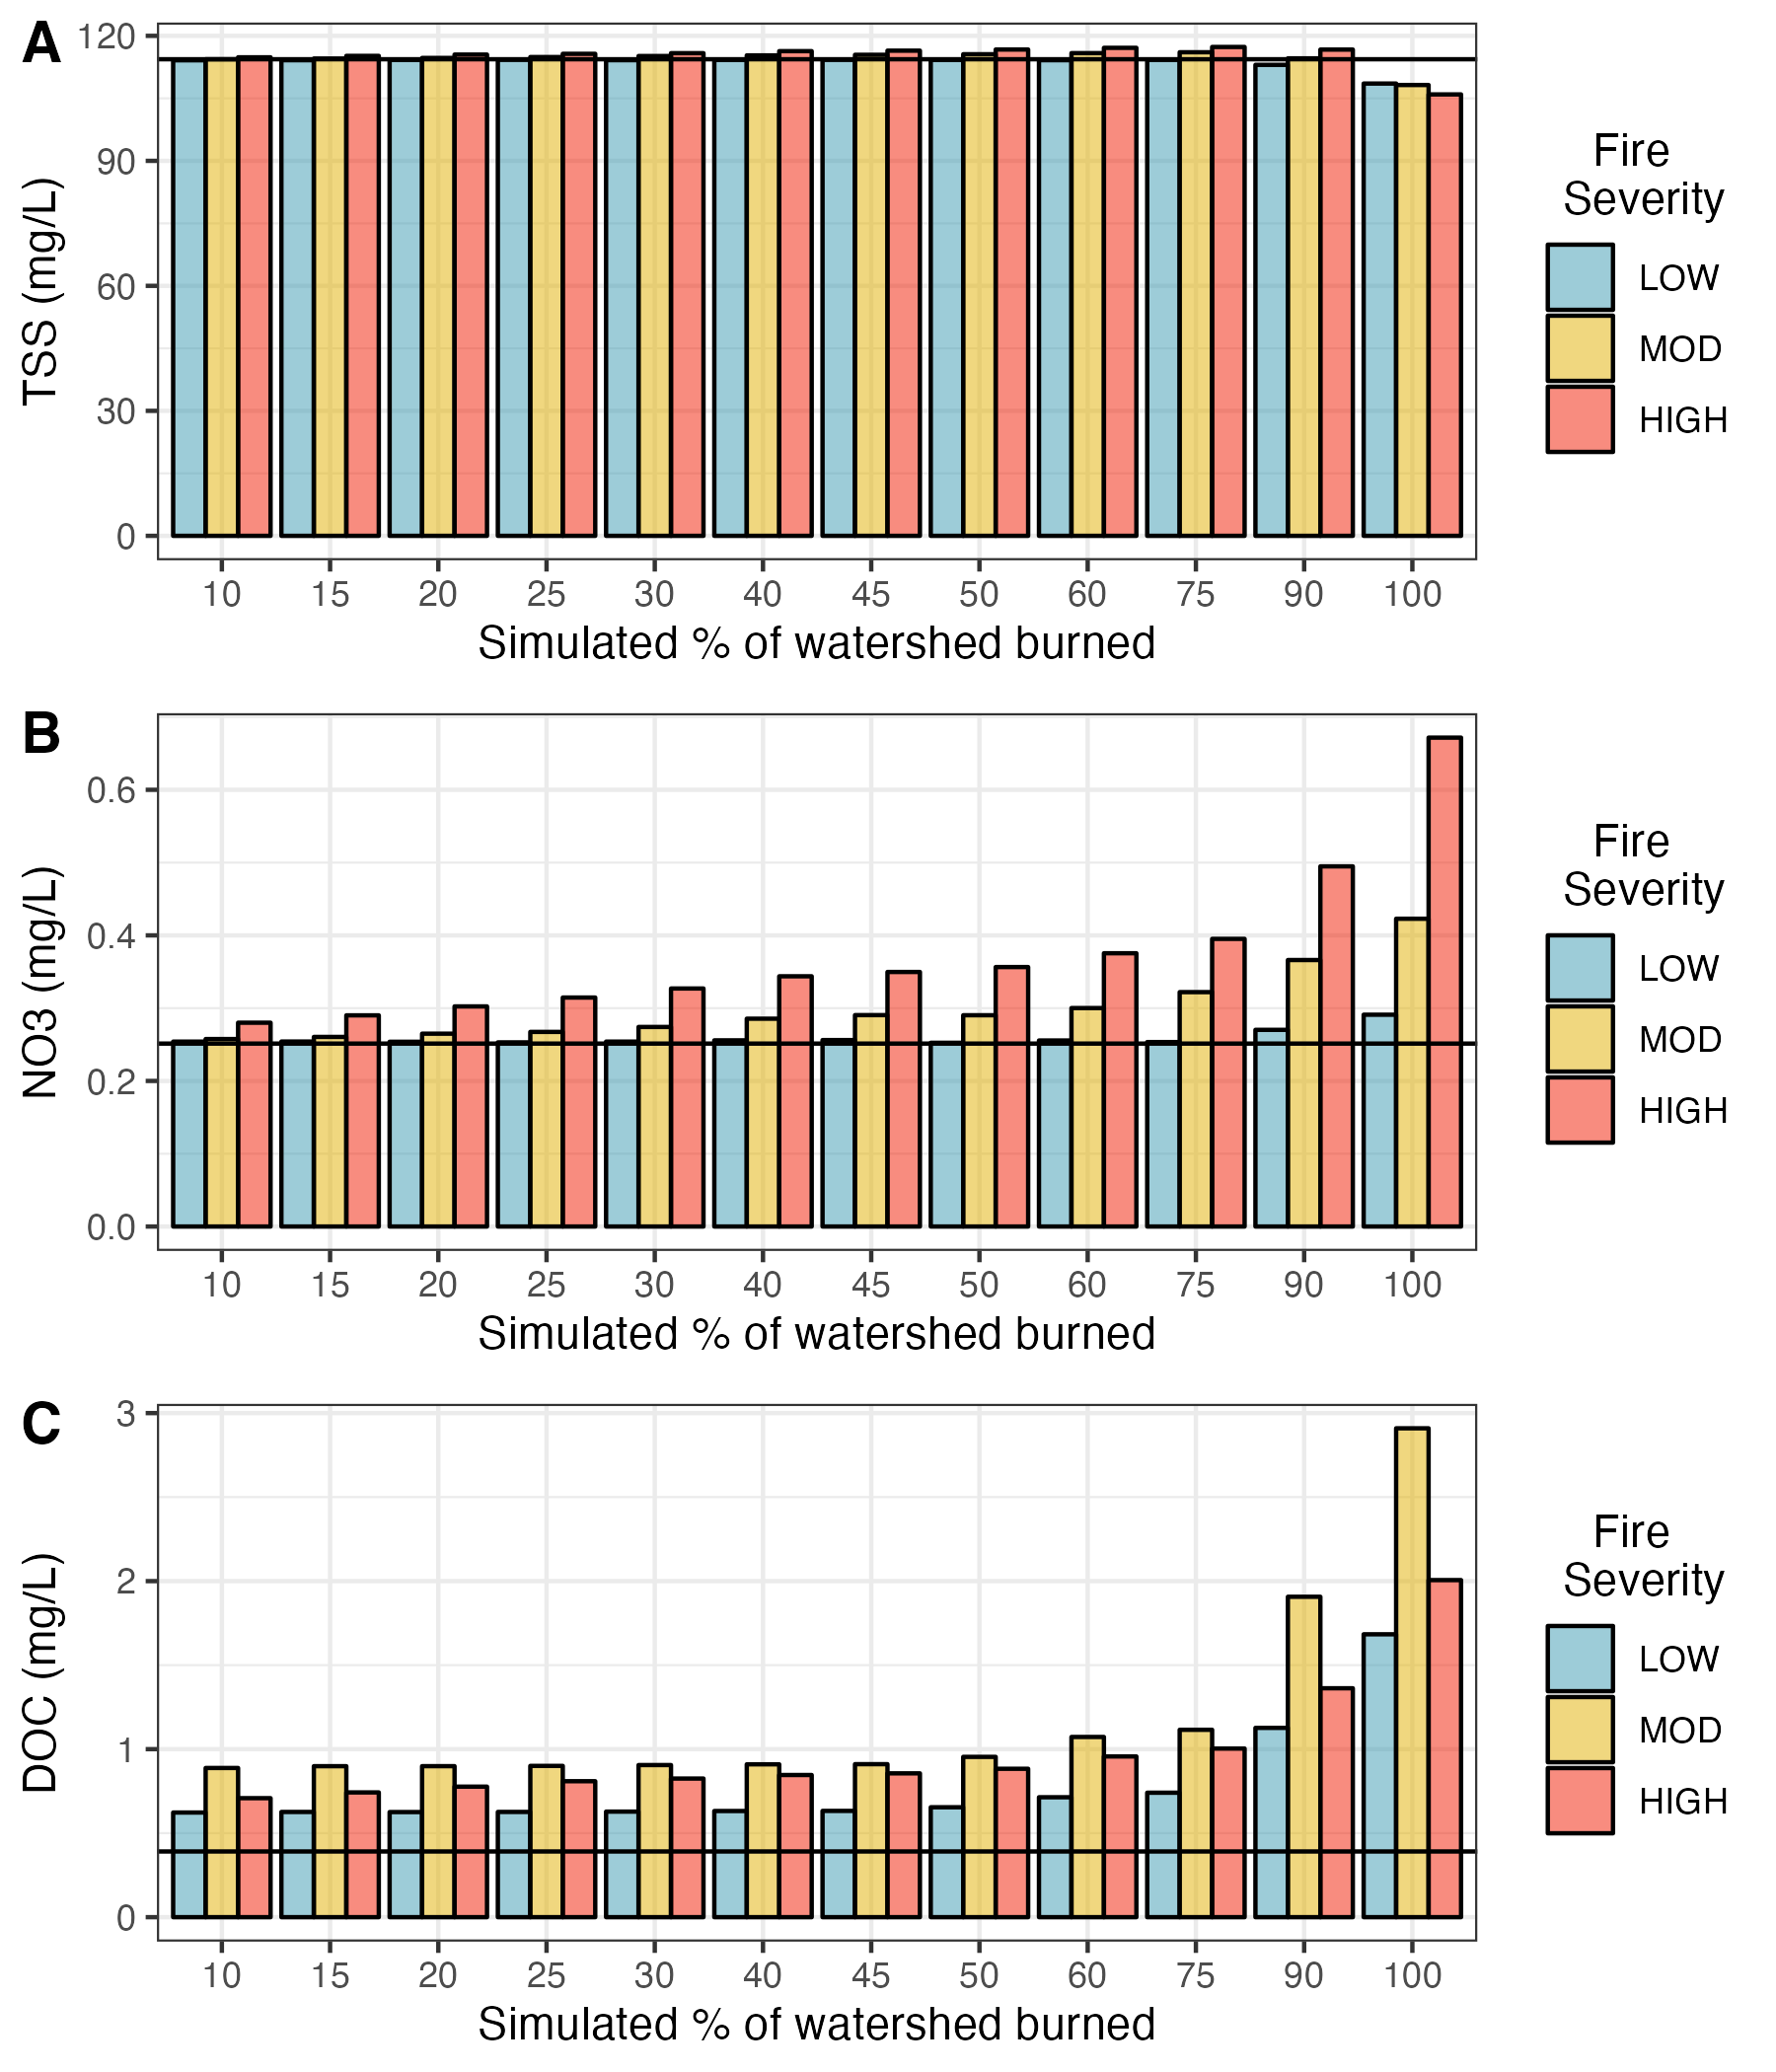 A
TSS (mg/L)
120
90
60
30
0
10 15 20 25 30 40 45 50 60 75 90 100
Simulated % of watershed burned
Fire
Severity
LOW
MOD
HIGH
B
NO3 (mg/L)
0.6
0.4
0.2
0.0
10 15 20 25 30 40 45 50 60 75 90 100
Simulated % of watershed burned
Fire
Severity
LOW
MOD
HIGH
C
DOC (mg/L)
3
2
1
0
10 15 20 25 30 40 45 50 60 75 90 100
Simulated % of watershed burned
Fire
Severity
LOW
MOD
HIGH